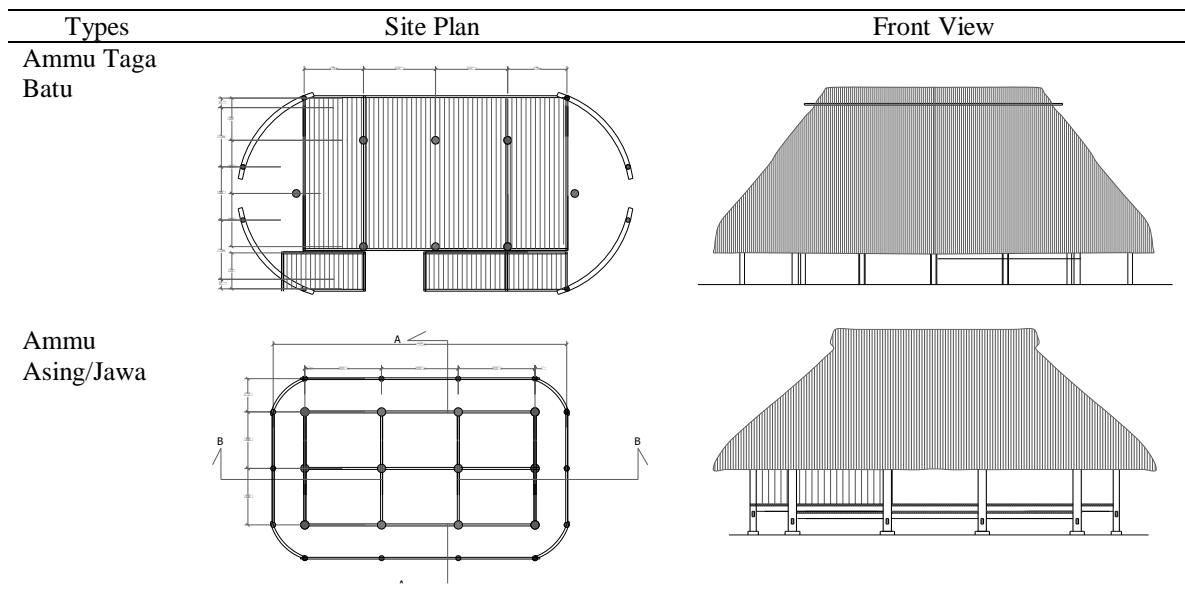 Types Site Plan Front View
Ammu Taga
Batu
Ammu
Asing/Jawa
A
B B